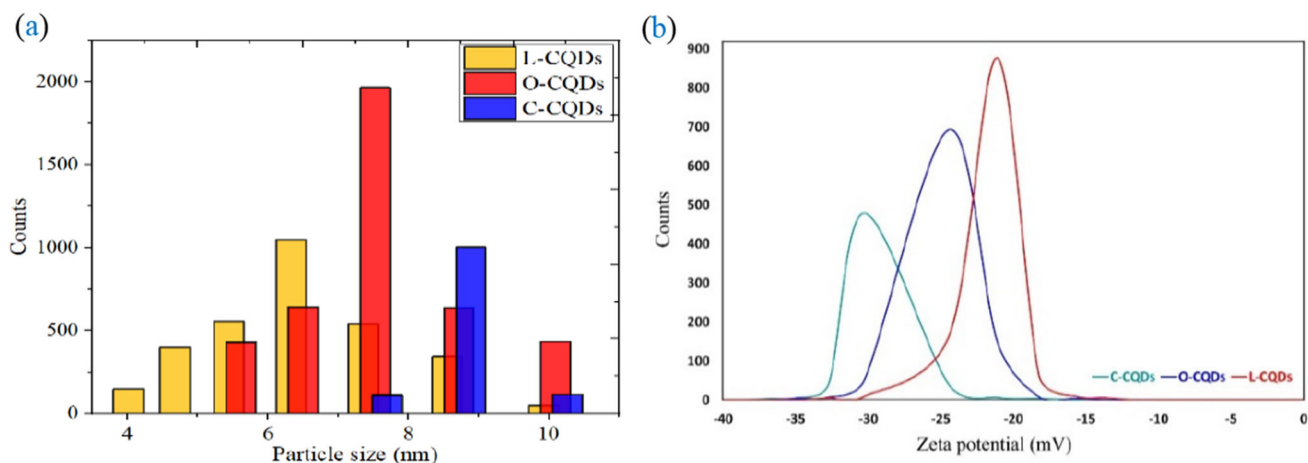 (a)
L-CQDs
O-CQDs
C-CQDs
2000
1500
1000
500
0
Counts
4 6 8 10
Particle size (nm)
(b)
900
800
700
600
500
400
300
200
100
0
Counts
C-CQDs O-CQDs L-CQDs
-40 -35 -30 -25 -20 -15 -10 -5 0
Zeta potential (mV)